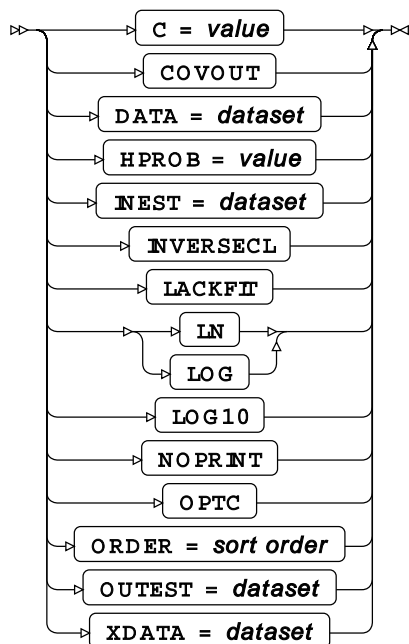 C = value
COVOUT
DATA = dataset
HPROB = value
INEST = dataset
INVERSECL
LACKFIT
LN
LOG
LOG10
NOPRINT
OPTC
ORDER = sort order
OUTEST = dataset
XDATA = dataset